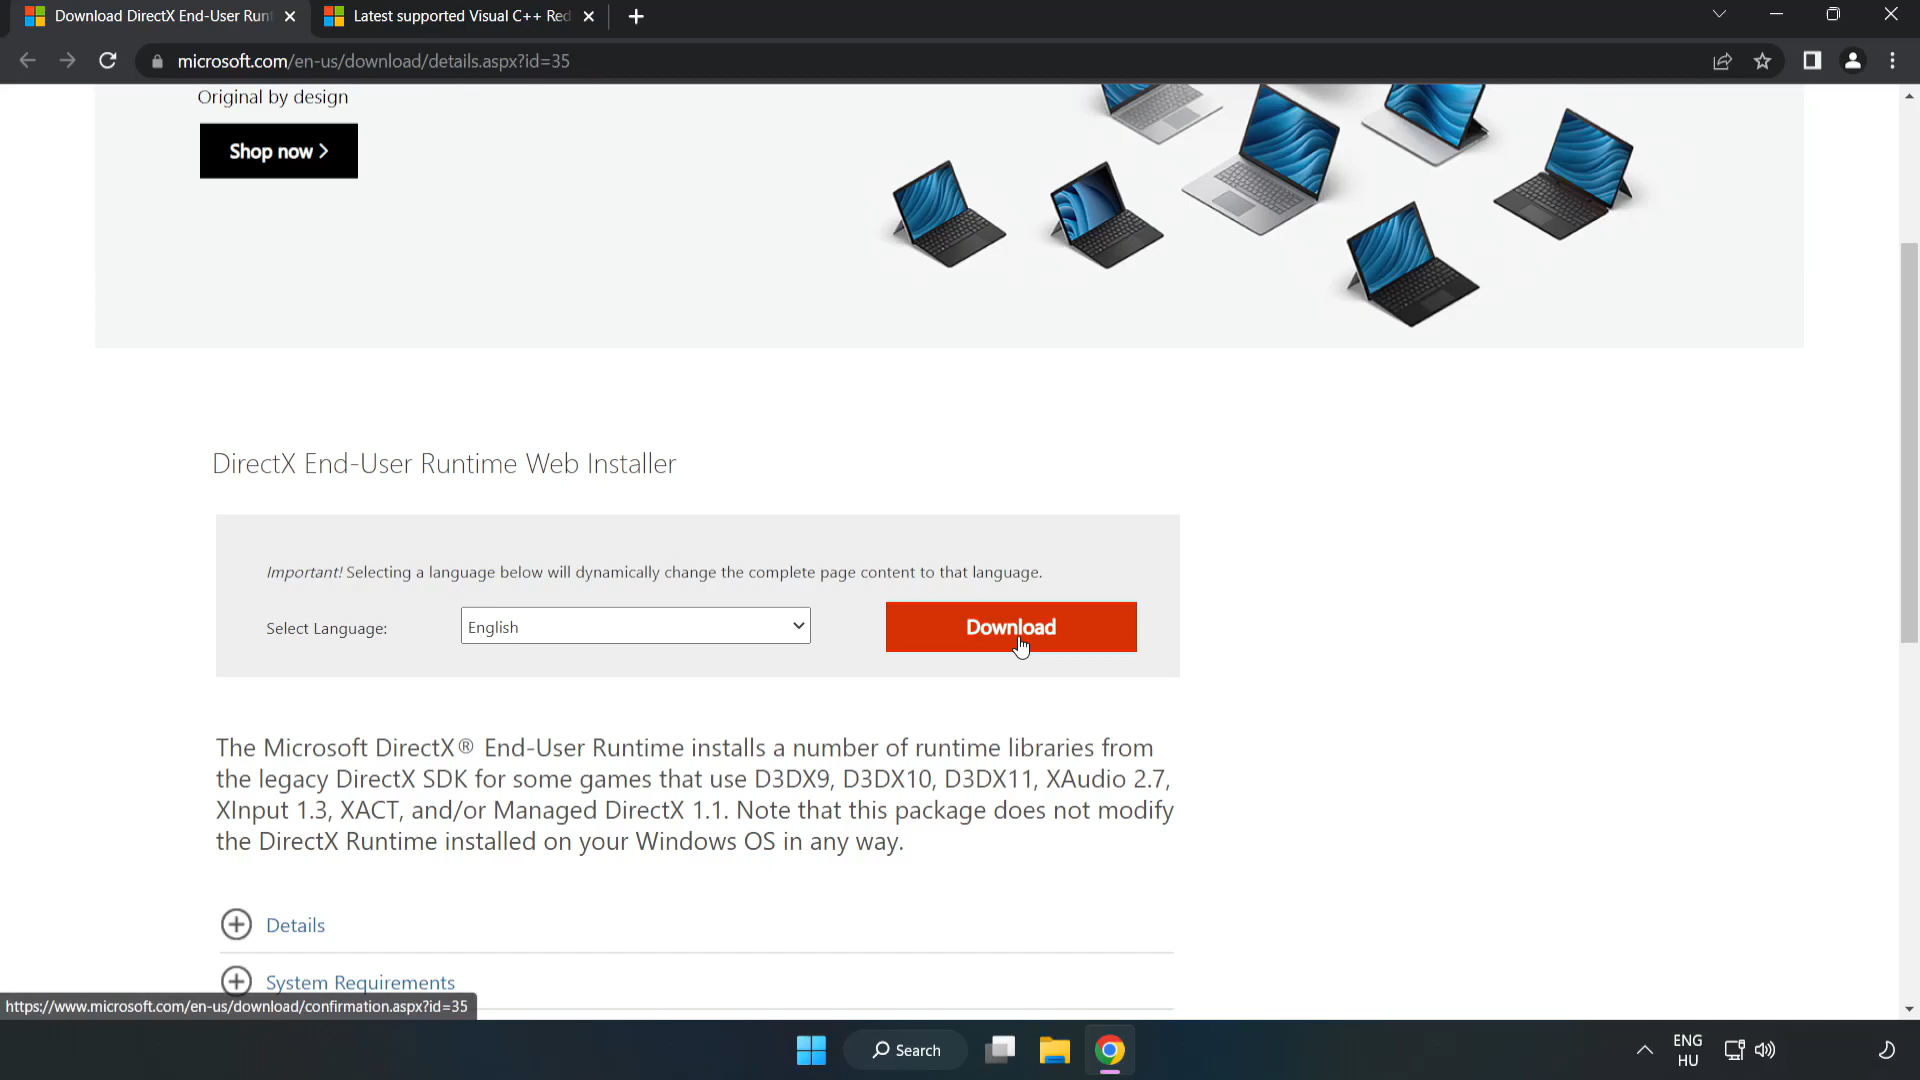 Download DirectX End-User Runt
Latest supported Visual C++ Red
microsoft.com/en-us/download/details.aspx?id=35
Original by design
Shop now >
DirectX End-User Runtime Web Installer
Important! Selecting a language below will dynamically change the complete page content to that language.
Select Language:
English
Download
The Microsoft DirectX® End-User Runtime installs a number of runtime libraries from
the legacy DirectX SDK for some games that use D3DX9, D3DX10, D3DX11, XAudio 2.7,
XInput 1.3, XACT, and/or Managed DirectX 1.1. Note that this package does not modify
the DirectX Runtime installed on your Windows OS in any way.
Details
System Requirements
https://www.microsoft.com/en-us/download/confirmation.aspx?id=35
Search
ENG
HU